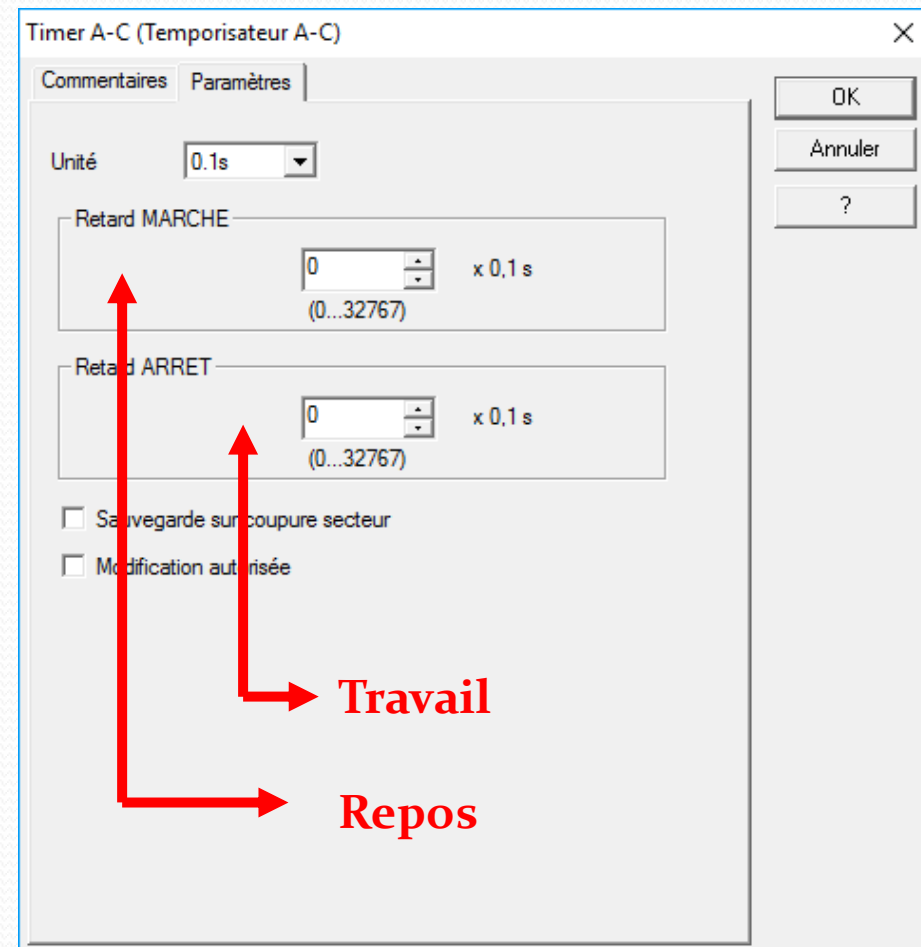 Timer A-C (Temporisateur A-C)
Commentaires Paramètres
OK
Annuler
?
Unité 0.1s
Retard MARCHE
0 x 0,1 s
(0...32767)
Retard ARRET
0 x 0,1 s
(0...32767)
Sauvegarde sur coupure secteur
Modification autorisée
Travail
Repos